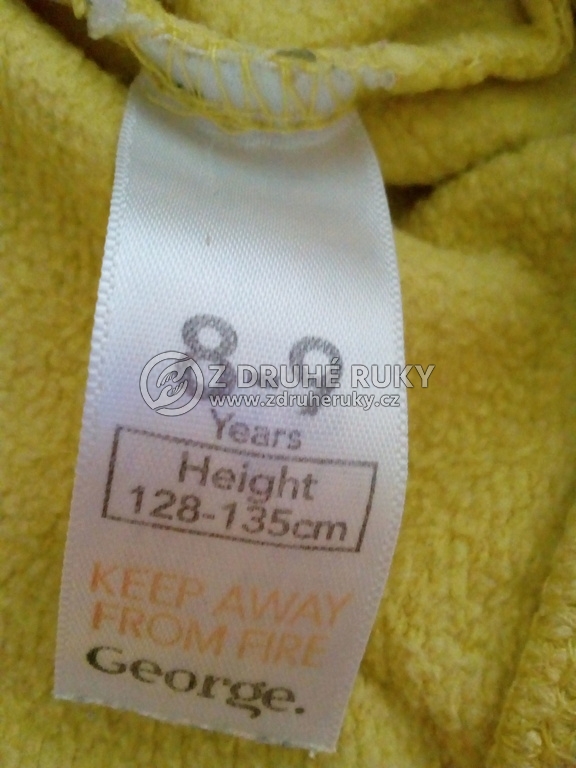 8-9
Z DRUHÉ RUKY
www.zdruheruky.cz
Years
Height
128-135cm
KEEP AWAY
FROM FIRE
George.